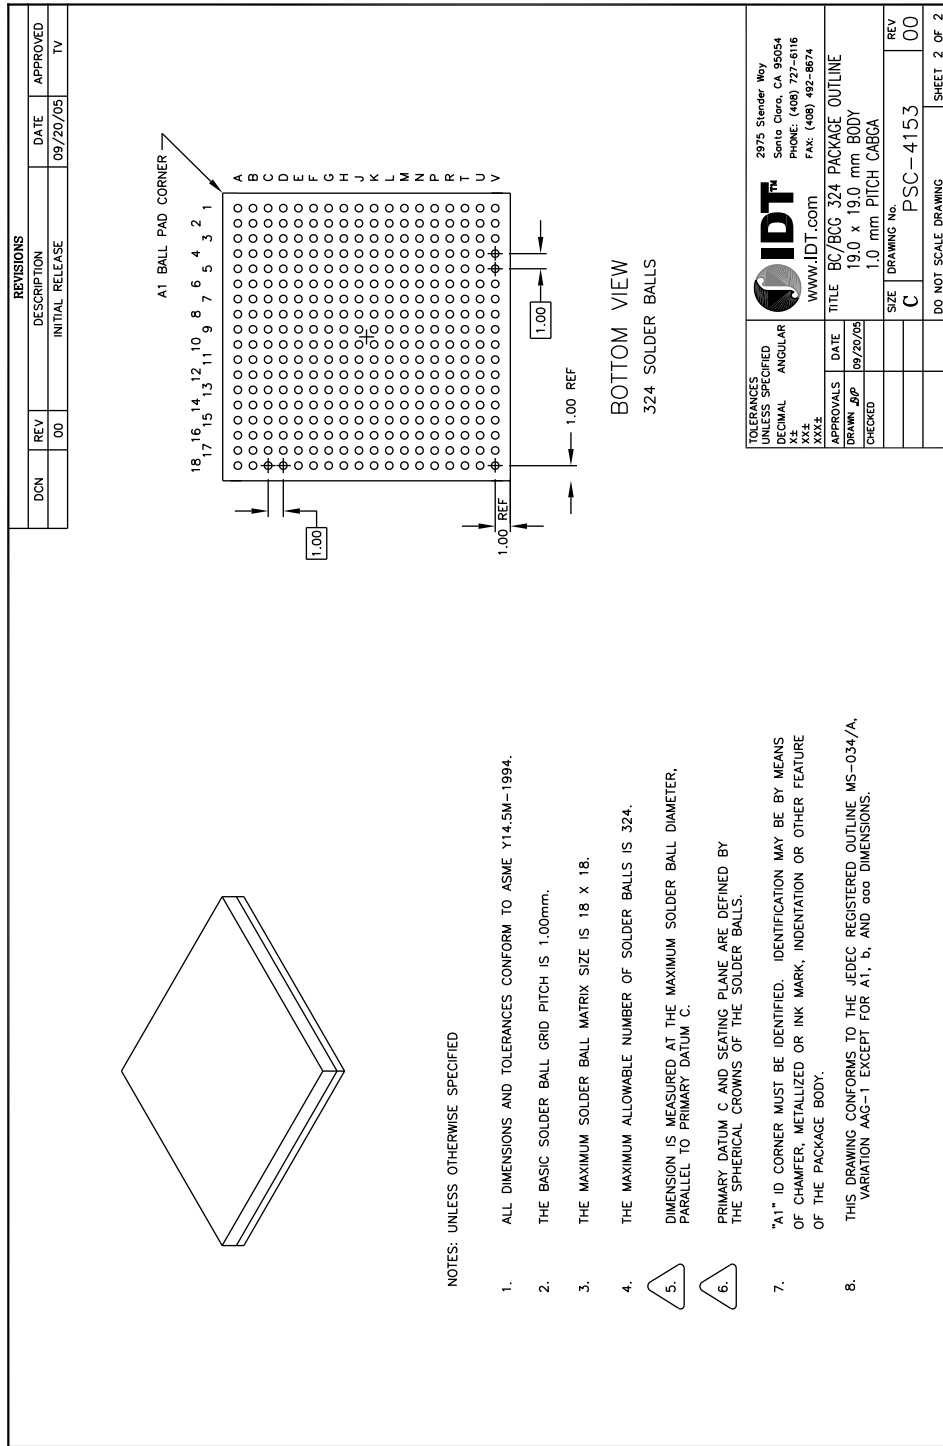 REVISIONS
DCN REV DESCRIPTION DATE APPROVED
00 INITIAL RELEASE 09/20/05 TV
A1 BALL PAD CORNER
18 16 14 12 10 8 6 4 2
17 15 13 11 9 7 5 3 1
A
B
C
D
E
F
G
H
J
K
L
M
N
P
R
T
U
V
1.00
1.00
1.00 REF
1.00 REF
BOTTOM VIEW
324 SOLDER BALLS
NOTES: UNLESS OTHERWISE SPECIFIED
1. ALL DIMENSIONS AND TOLERANCES CONFORM TO ASME Y14.5M-1994.
2. THE BASIC SOLDER BALL GRID PITCH IS 1.00mm.
3. THE MAXIMUM SOLDER BALL MATRIX SIZE IS 18 X 18.
4. THE MAXIMUM ALLOWABLE NUMBER OF SOLDER BALLS IS 324.
5. DIMENSION IS MEASURED AT THE MAXIMUM SOLDER BALL DIAMETER,
PARALLEL TO PRIMARY DATUM C.
6. PRIMARY DATUM C AND SEATING PLANE ARE DEFINED BY
THE SPHERICAL CROWNS OF THE SOLDER BALLS.
7. "A1" ID CORNER MUST BE IDENTIFIED. IDENTIFICATION MAY BE BY MEANS
OF CHAMFER, METALLIZED OR INK MARK, INDENTATION OR OTHER FEATURE
OF THE PACKAGE BODY.
8. THIS DRAWING CONFORMS TO THE JEDEC REGISTERED OUTLINE MS-034/A,
VARIATION AAG-1 EXCEPT FOR A1, b, AND aaa DIMENSIONS.
TOLERANCES
UNLESS SPECIFIED
DECIMAL ANGULAR
X±
XX±
XXX±
APPROVALS DATE
DRAWN 09/20/05
CHECKED
IDT™
www.IDT.com
2975 Stender Way
Santa Clara, CA 95054
PHONE: (408) 727-6116
FAX: (408) 492-8674
TITLE BC/BCG 324 PACKAGE OUTLINE
19.0 x 19.0 mm BODY
1.0 mm PITCH CABGA
SIZE DRAWING No. REV
C PSC-4153 00
DO NOT SCALE DRAWING SHEET 2 OF 2